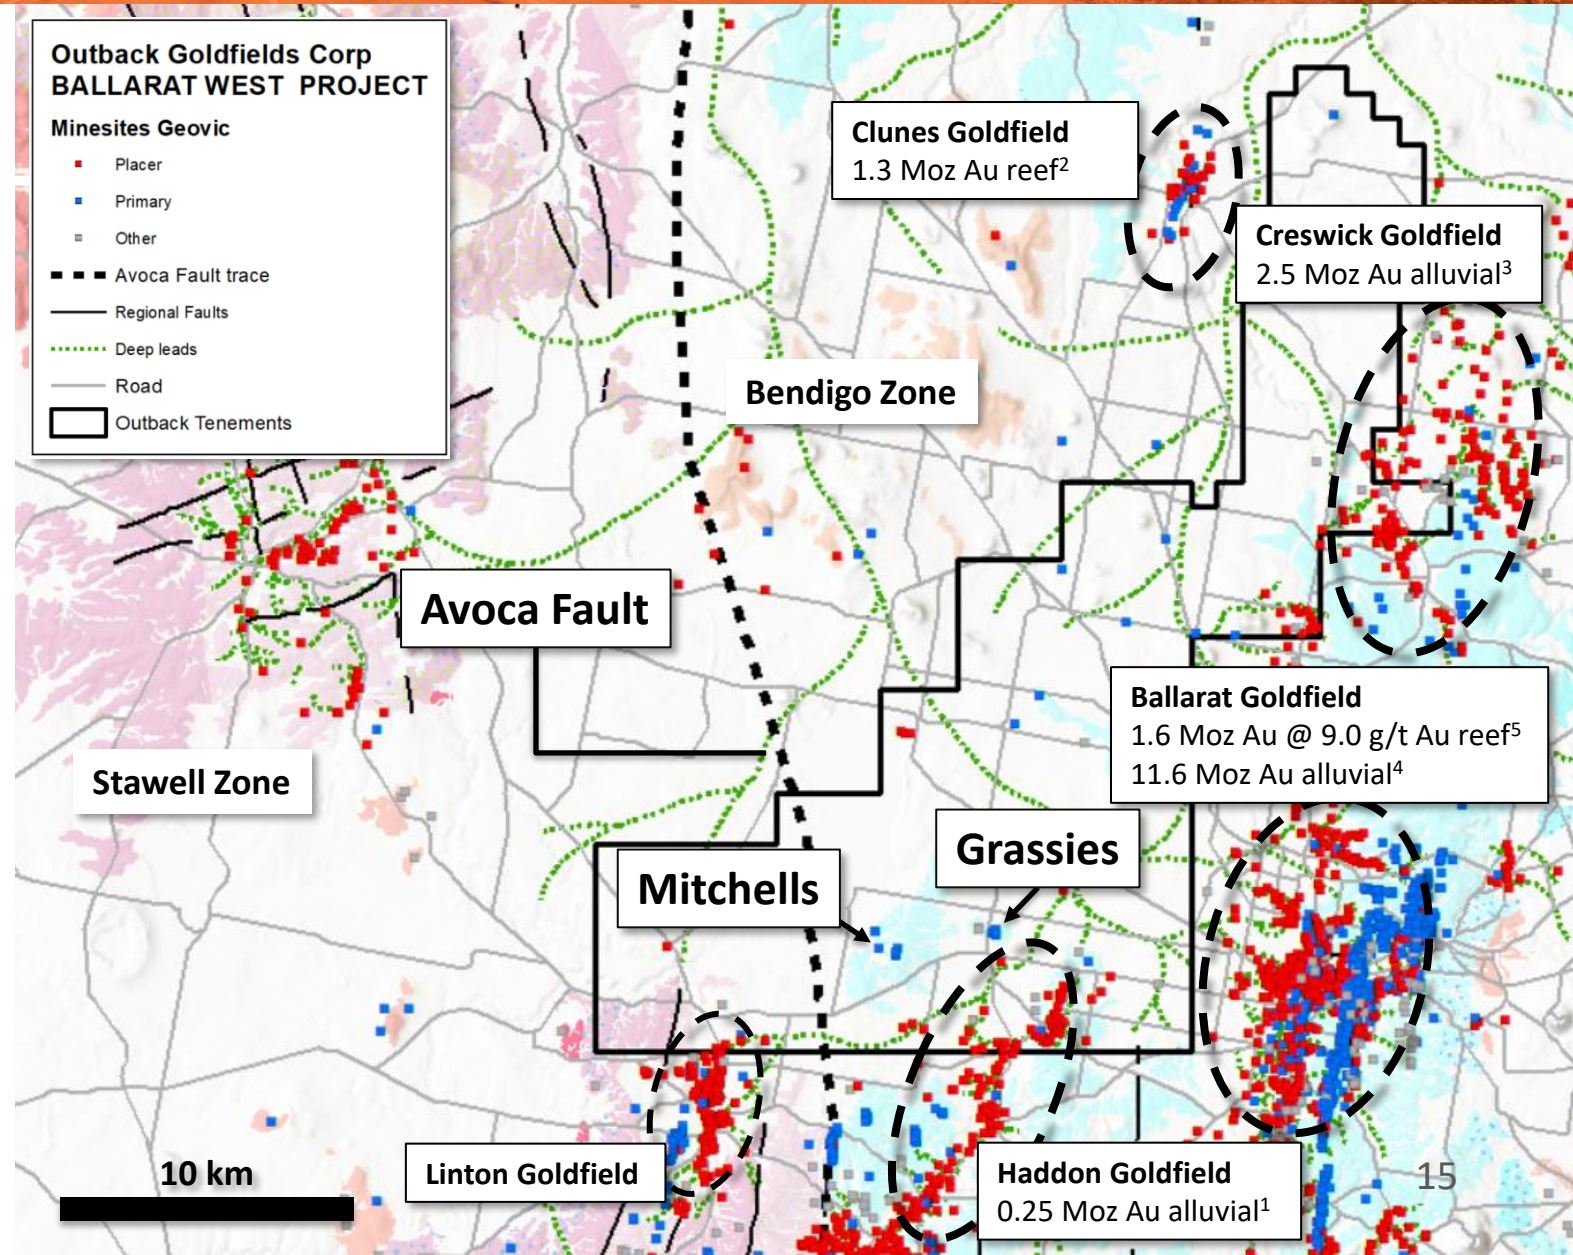 Outback Goldfields Corp
BALLARAT WEST PROJECT
Minesites Geovic
Placer
Primary
Other
Avoca Fault trace
Regional Faults
Deep leads
Road
Outback Tenements
Clunes Goldfield
1.3 Moz Au reef²
Creswick Goldfield
2.5 Moz Au alluvial³
Bendigo Zone
Avoca Fault
Ballarat Goldfield
1.6 Moz Au @ 9.0 g/t Au reef⁵
11.6 Moz Au alluvial⁴
Stawell Zone
Grassies
Mitchells
Linton Goldfield
Haddon Goldfield
0.25 Moz Au alluvial¹
10 km
15